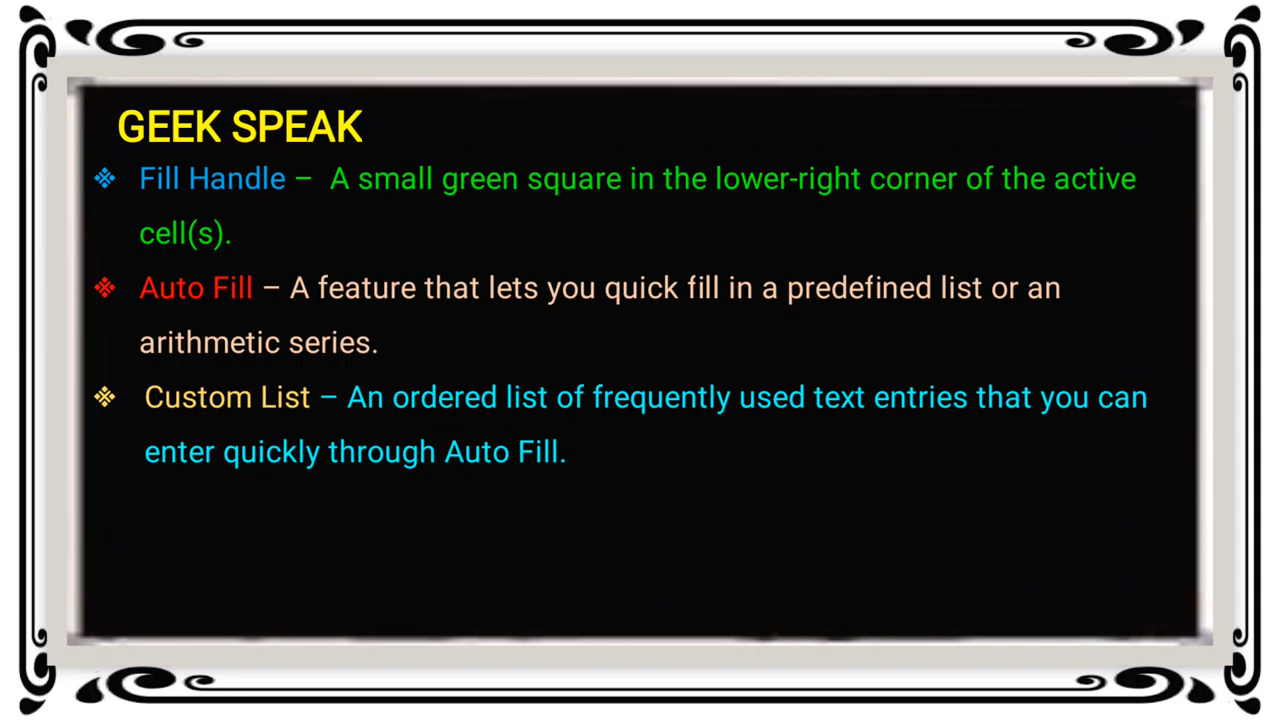 GEEK SPEAK
❖ Fill Handle – A small green square in the lower-right corner of the active
cell(s).
❖ Auto Fill – A feature that lets you quick fill in a predefined list or an
arithmetic series.
❖ Custom List – An ordered list of frequently used text entries that you can
enter quickly through Auto Fill.